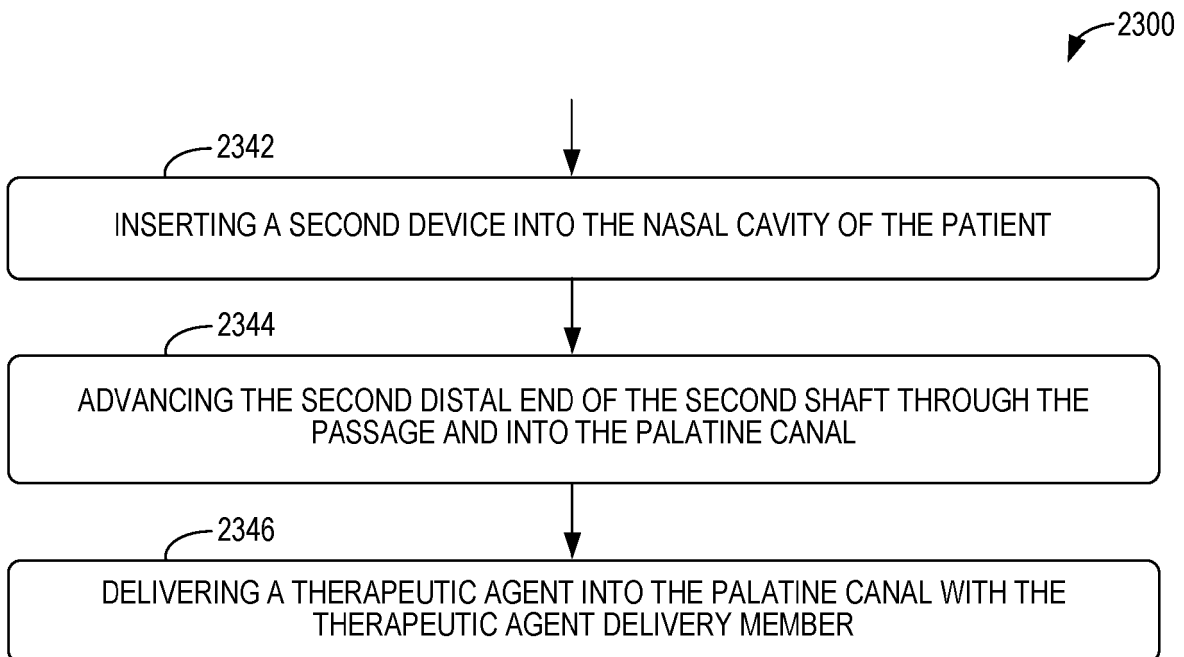 2300
2342
INSERTING A SECOND DEVICE INTO THE NASAL CAVITY OF THE PATIENT
2344
ADVANCING THE SECOND DISTAL END OF THE SECOND SHAFT THROUGH THE
PASSAGE AND INTO THE PALATINE CANAL
2346
DELIVERING A THERAPEUTIC AGENT INTO THE PALATINE CANAL WITH THE
THERAPEUTIC AGENT DELIVERY MEMBER